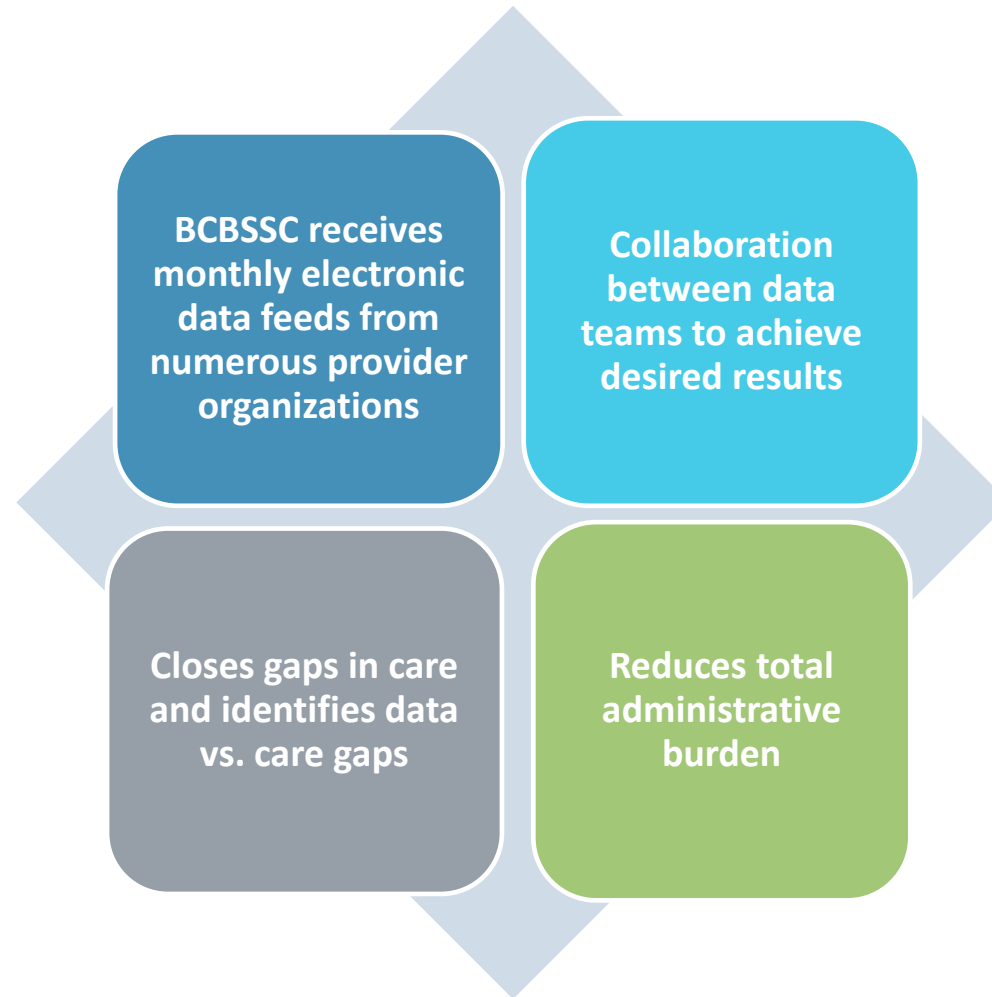 BCBSSC receives
monthly electronic
data feeds from
numerous provider
organizations
Collaboration
between data
teams to achieve
desired results
Closes gaps in care
and identifies data
vs. care gaps
Reduces total
administrative
burden